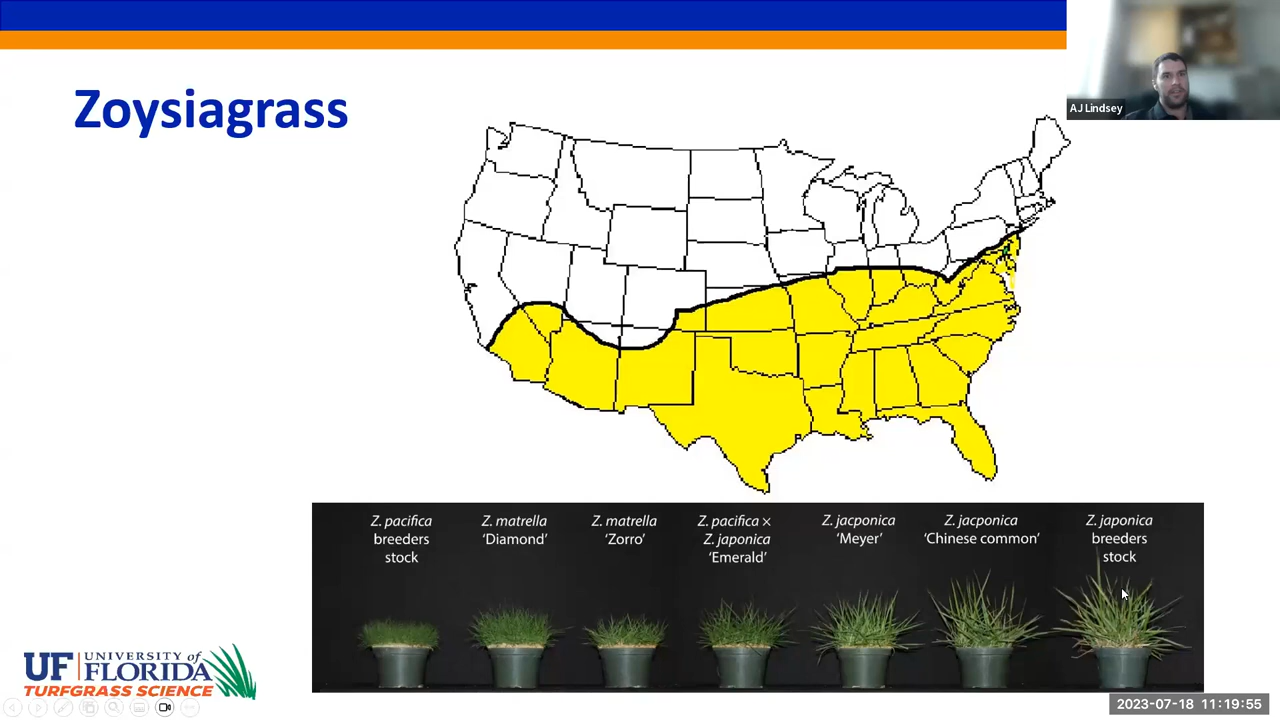 Zoysiagrass
AJ Lindsey
Z. pacifica
breeders
stock
Z. matrella
'Diamond'
Z. matrella
'Zorro'
Z. pacifica ×
Z. japonica
'Emerald'
Z. jacponica
'Meyer'
Z. jacponica
'Chinese common'
Z. japonica
breeders
stock
UF UNIVERSITY of
FLORIDA
TURFGRASS SCIENCE
2023-07-18 11:19:55